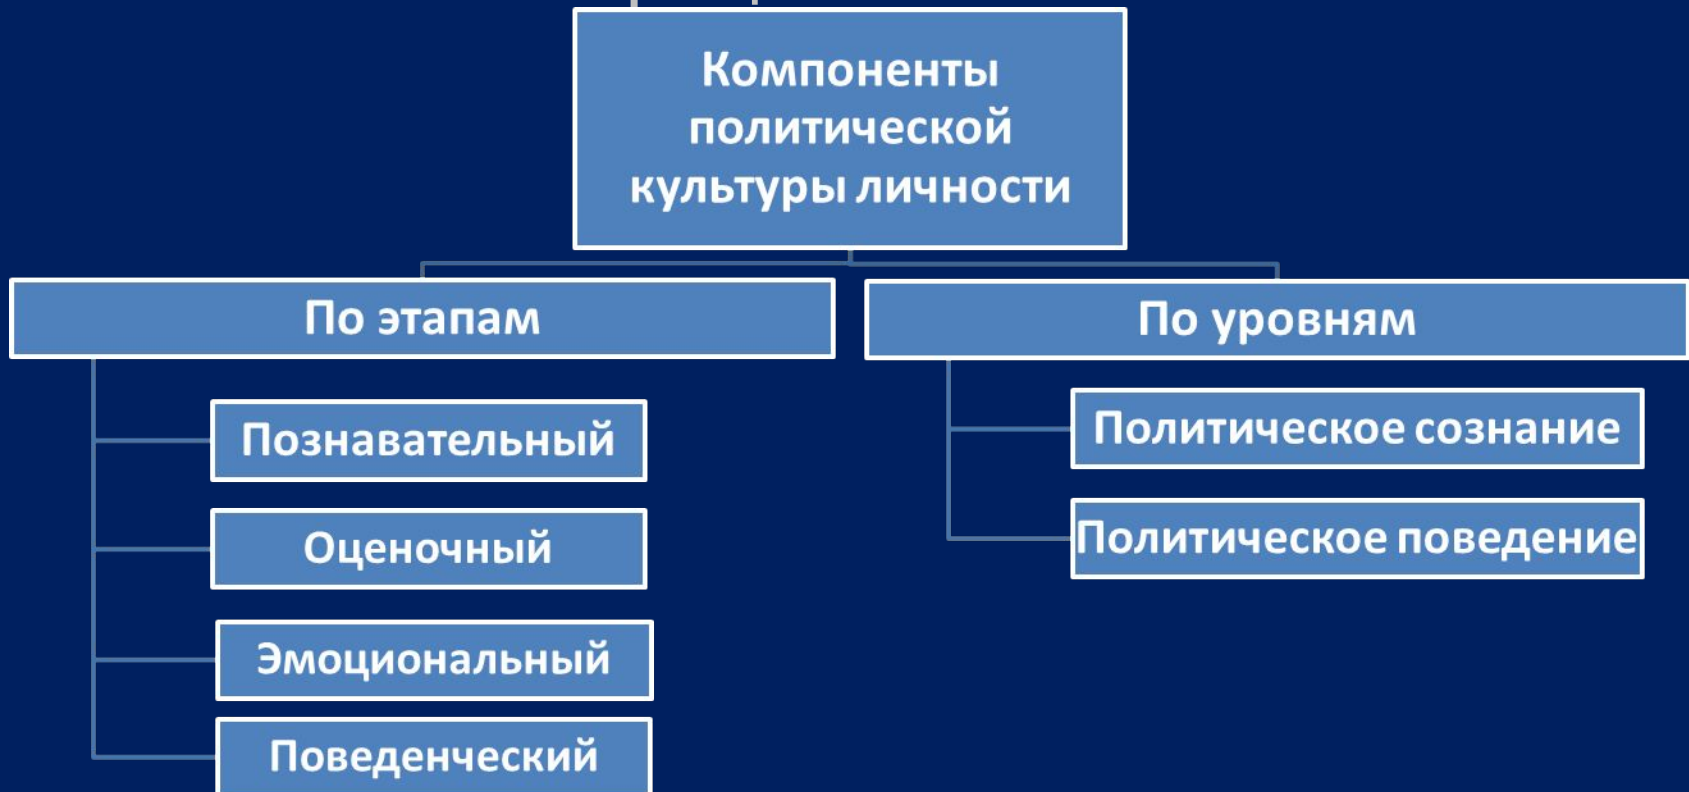 Компоненты
политической
культуры личности
По этапам
Познавательный
Оценочный
Эмоциональный
Поведенческий
По уровням
Политическое сознание
Политическое поведение